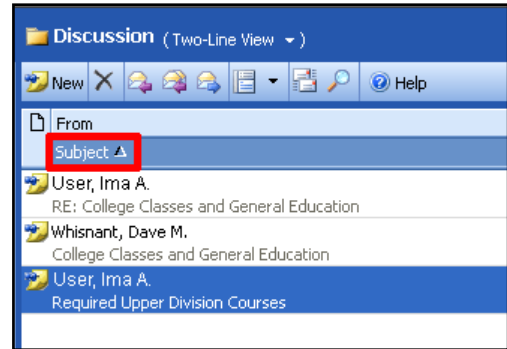 Discussion (Two-Line View)
New Help
From
Subject
User, Ima A.
RE: College Classes and General Education
Whisnant, Dave M.
College Classes and General Education
User, Ima A.
Required Upper Division Courses